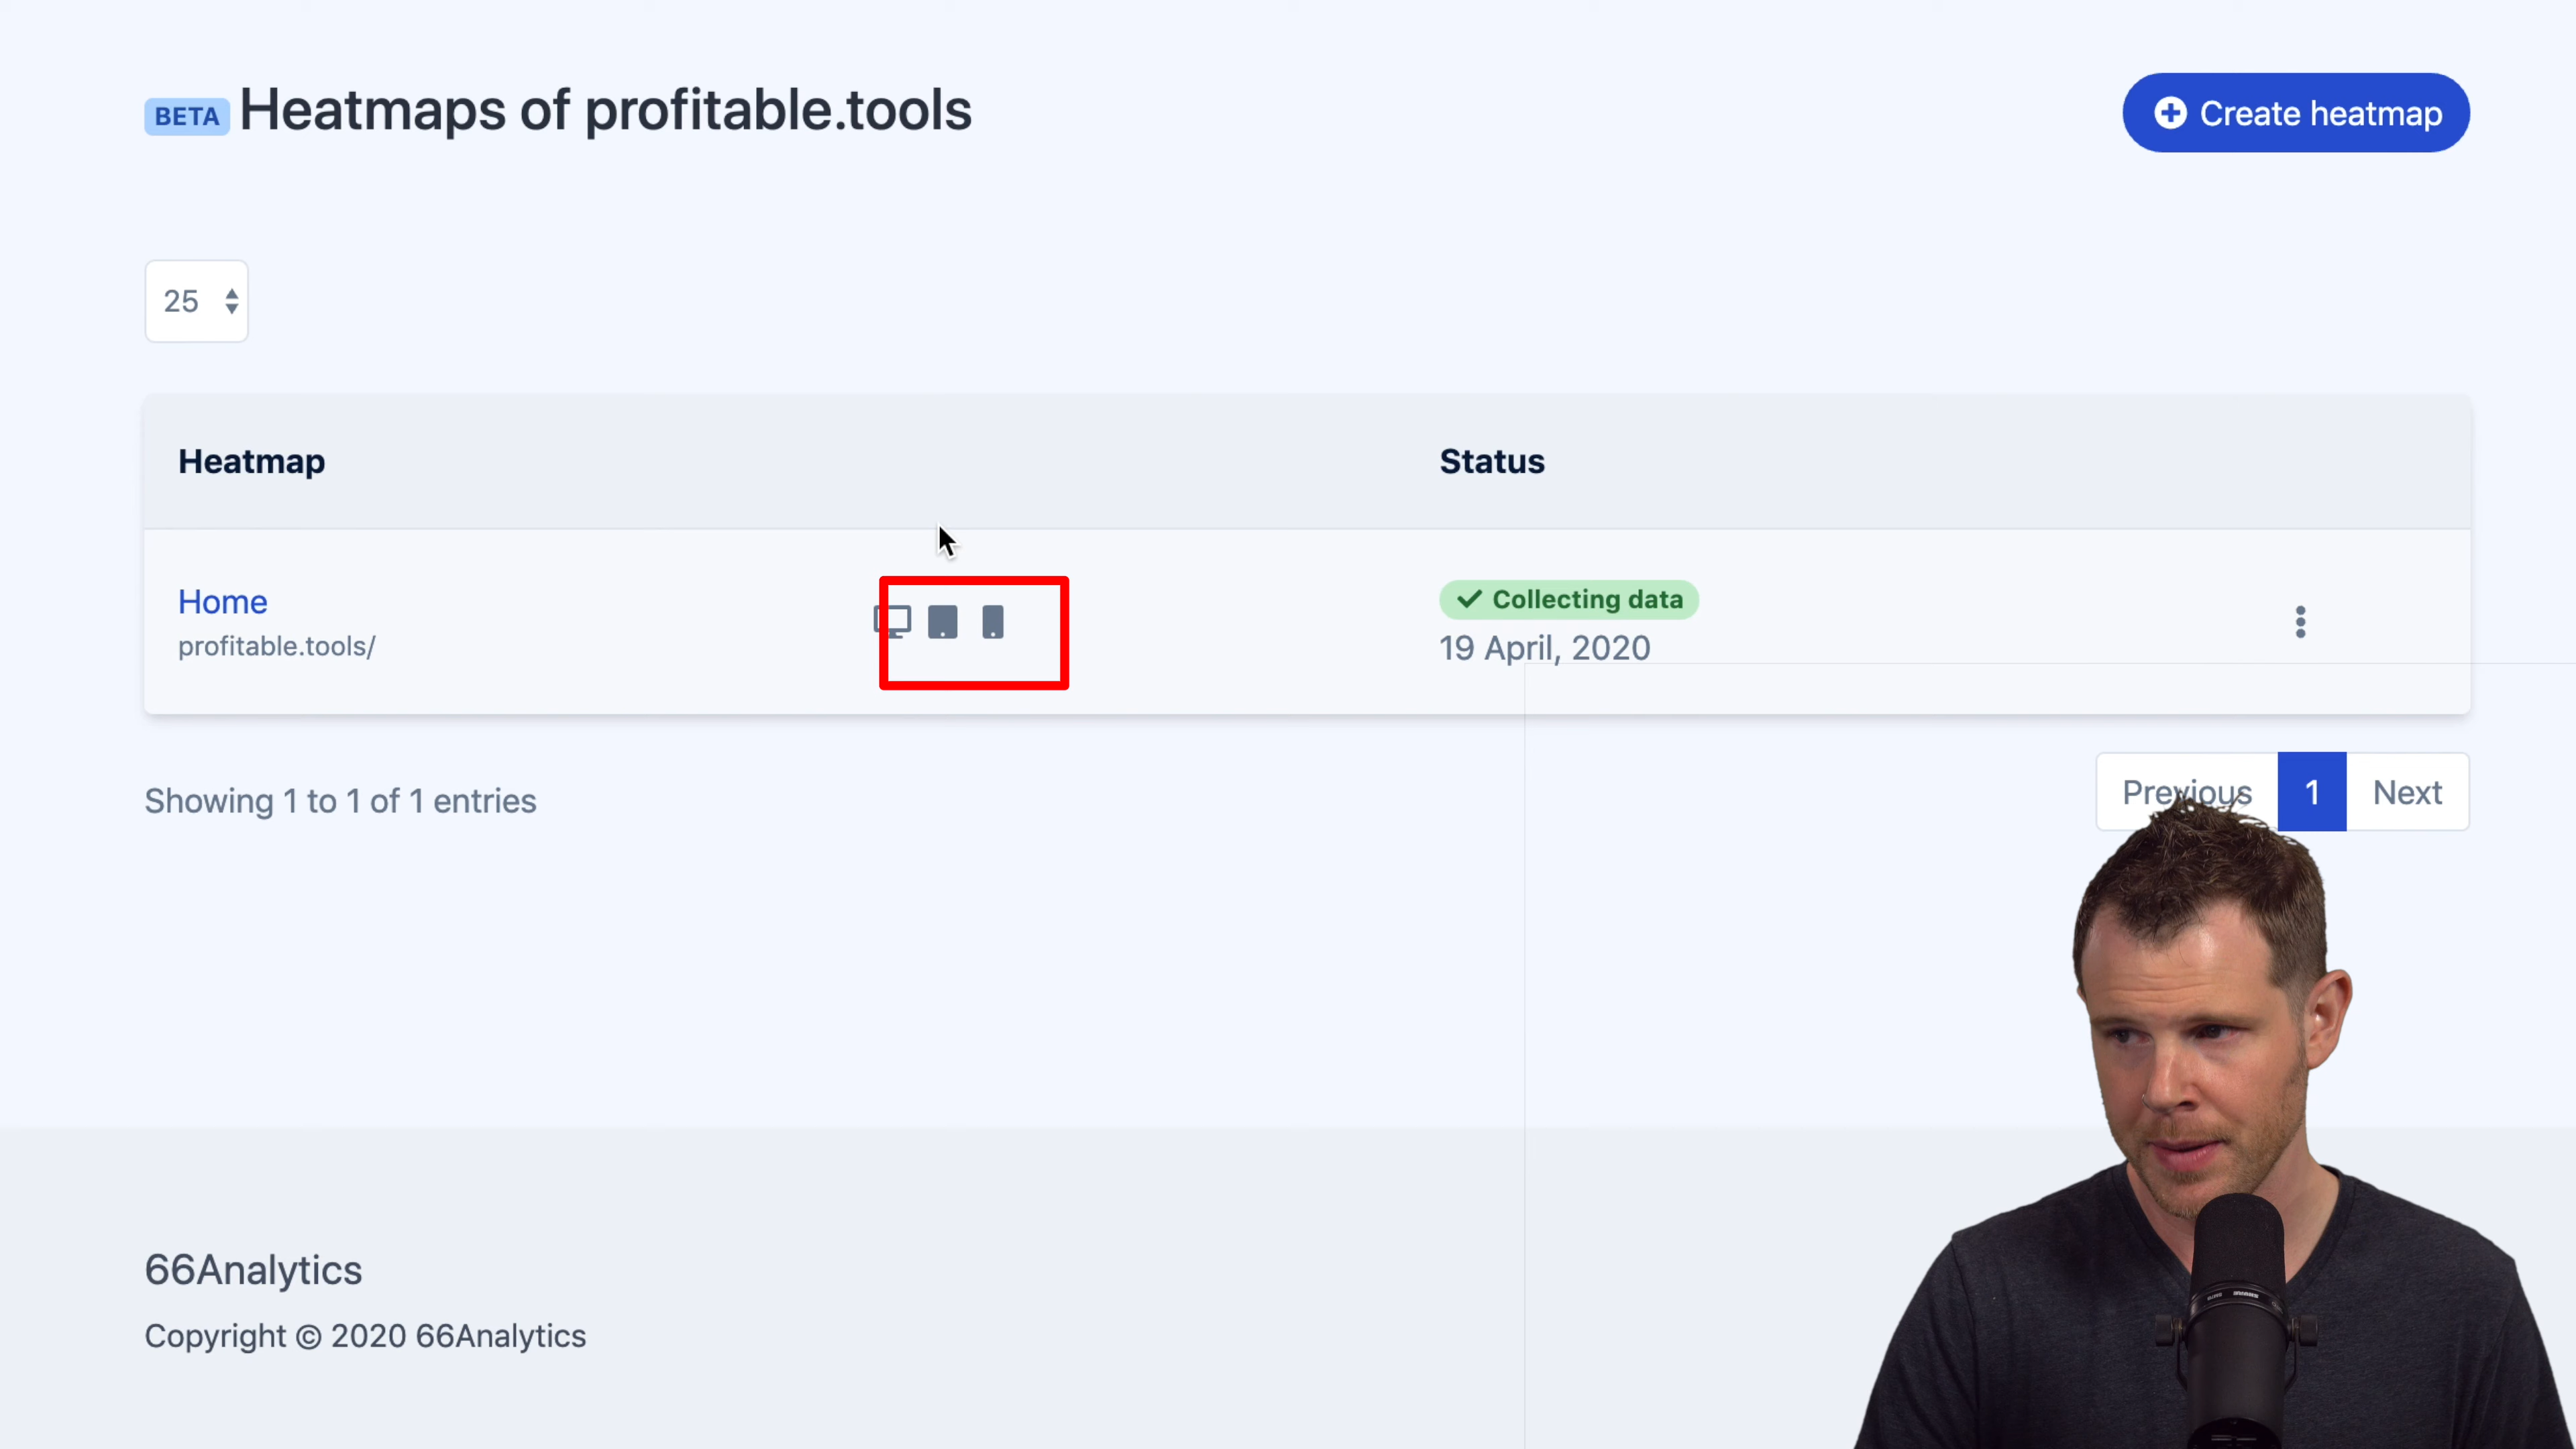 BETA Heatmaps of profitable.tools
Create heatmap
25
Heatmap
Status
Home
profitable.tools/
Collecting data
19 April, 2020
Showing 1 to 1 of 1 entries
Previous
1
Next
66Analytics
Copyright © 2020 66Analytics